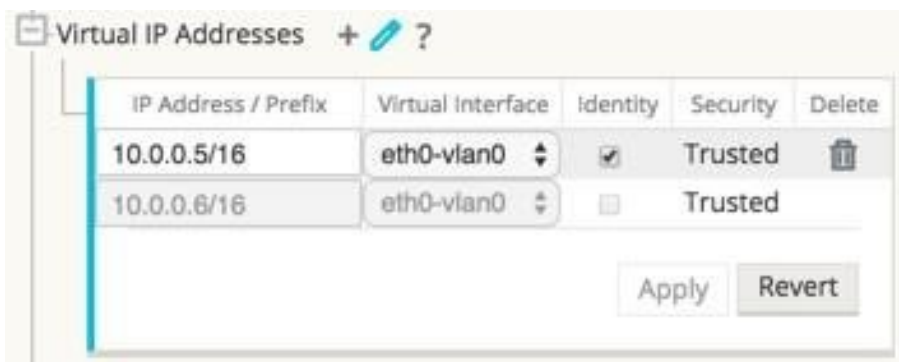 Virtual IP Addresses + ?
IP Address / Prefix Virtual Interface Identity Security Delete
10.0.0.5/16 eth0-vlan0 Trusted
10.0.0.6/16 eth0-vlan0 Trusted
Apply Revert